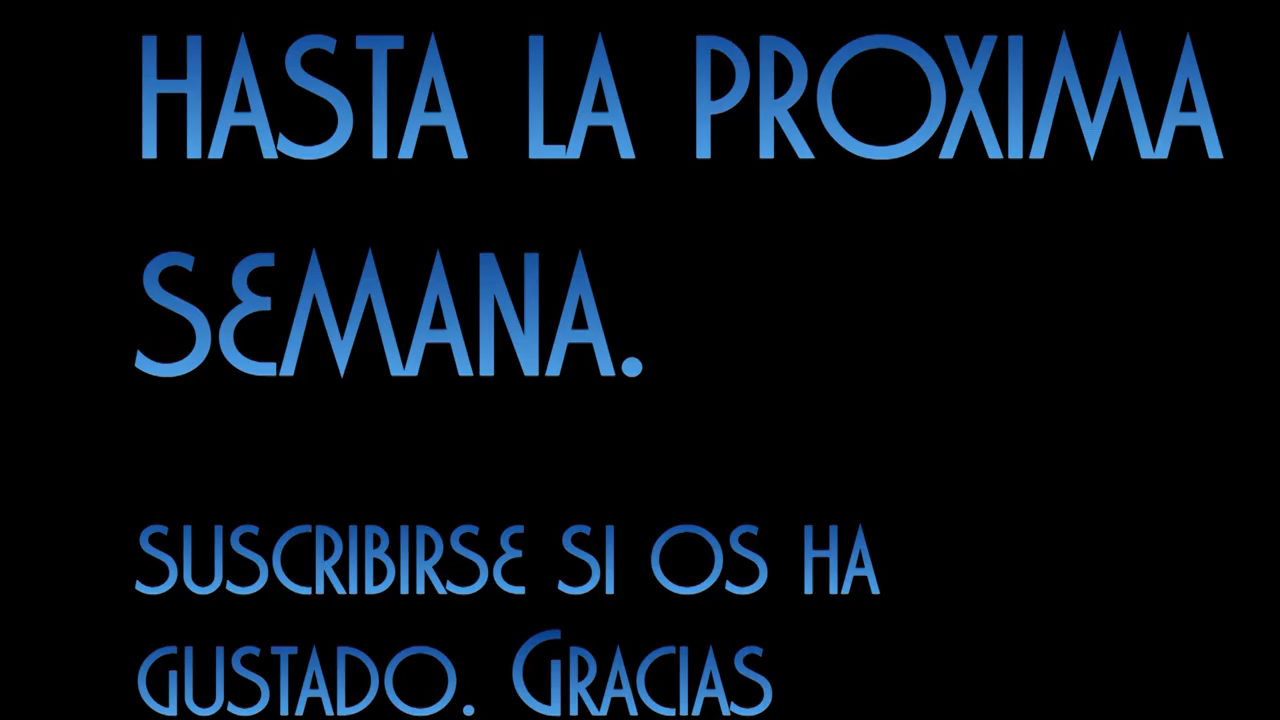 HASTA LA PROXIMA
SEMANA.
SUSCRIBIRSE SI OS HA
GUSTADO. GRACIAS